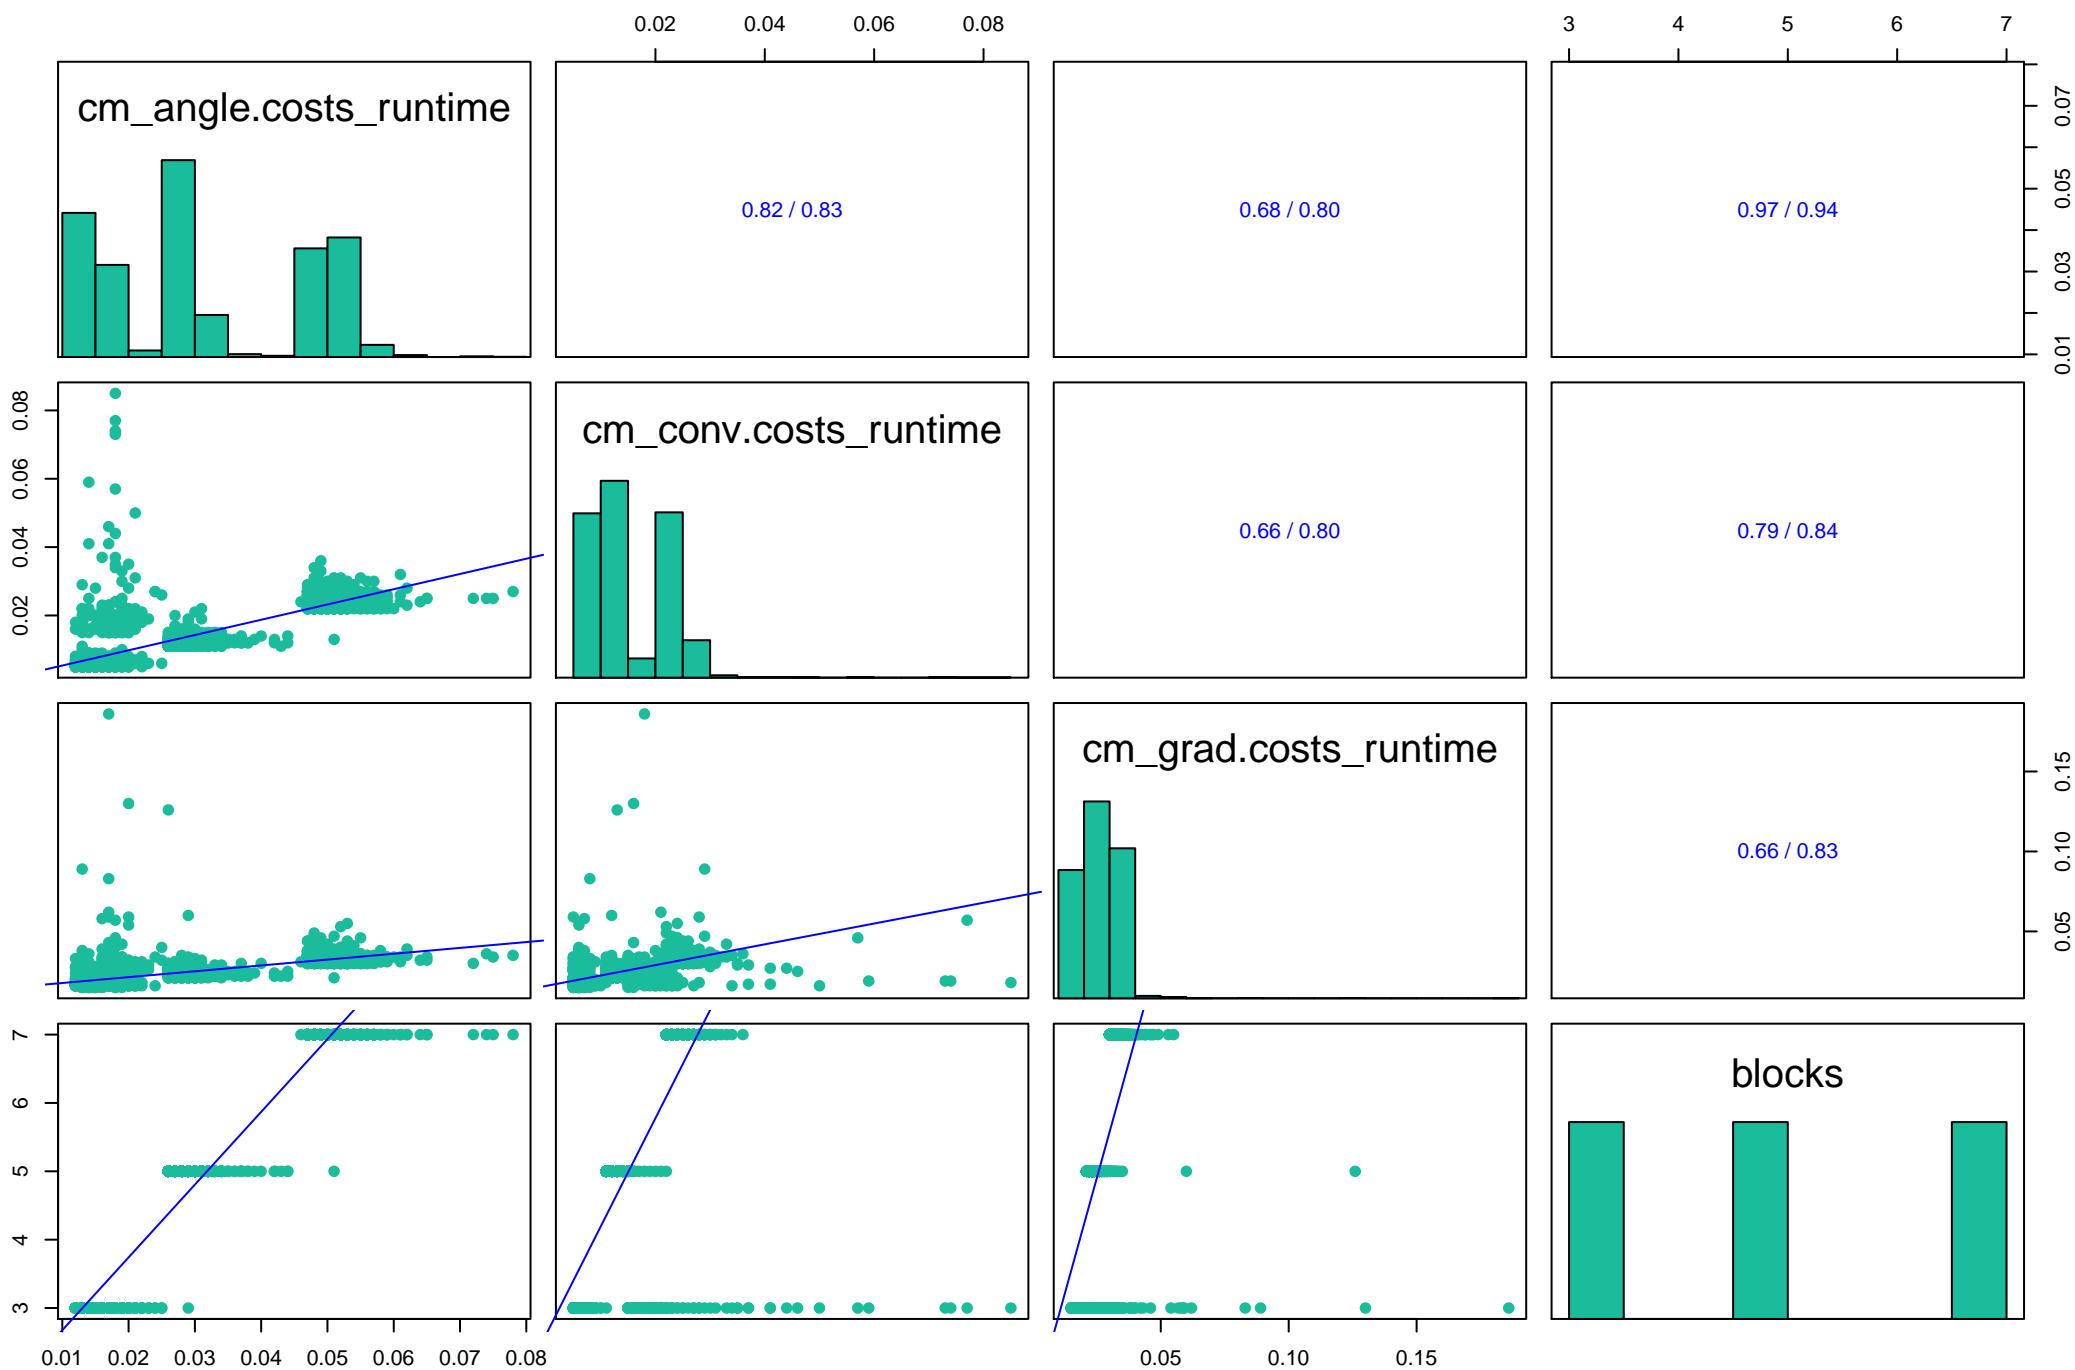 0.02 0.04 0.06 0.08 3 4 5 6 7
cm_angle.costs_runtime
0.82 / 0.83
0.68 / 0.80
0.97 / 0.94
0.01 0.03 0.05 0.07
0.02 0.04 0.06 0.08
cm_conv.costs_runtime
0.66 / 0.80
0.79 / 0.84
cm_grad.costs_runtime
0.66 / 0.83
0.05 0.10 0.15
3 4 5 6 7
blocks
0.01 0.02 0.03 0.04 0.05 0.06 0.07 0.08 0.05 0.10 0.15